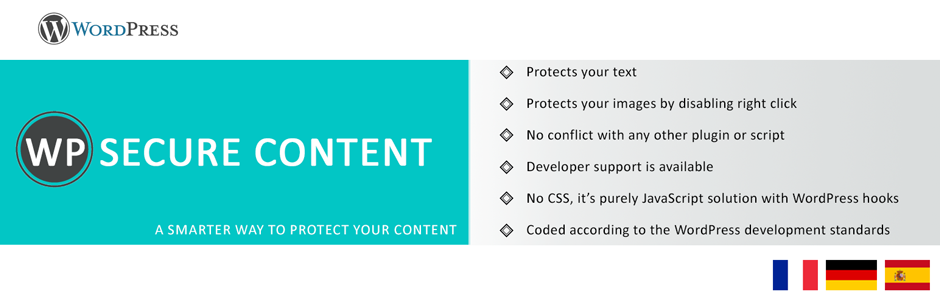 WORDPRESS
WP SECURE CONTENT
A SMARTER WAY TO PROTECT YOUR CONTENT
Protects your text
Protects your images by disabling right click
No conflict with any other plugin or script
Developer support is available
No CSS, it's purely JavaScript solution with WordPress hooks
Coded according to the WordPress development standards